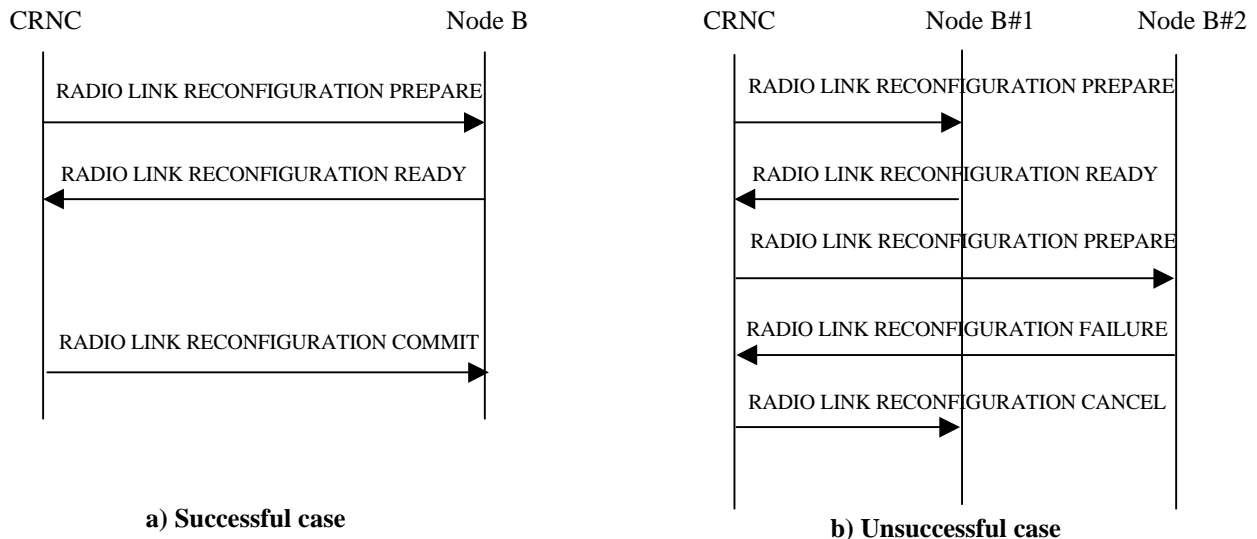 CRNC
Node B
RADIO LINK RECONFIGURATION PREPARE
RADIO LINK RECONFIGURATION READY
RADIO LINK RECONFIGURATION COMMIT
a) Successful case
CRNC
Node B#1
Node B#2
RADIO LINK RECONFIGURATION PREPARE
RADIO LINK RECONFIGURATION READY
RADIO LINK RECONFIGURATION PREPARE
RADIO LINK RECONFIGURATION FAILURE
RADIO LINK RECONFIGURATION CANCEL
b) Unsuccessful case